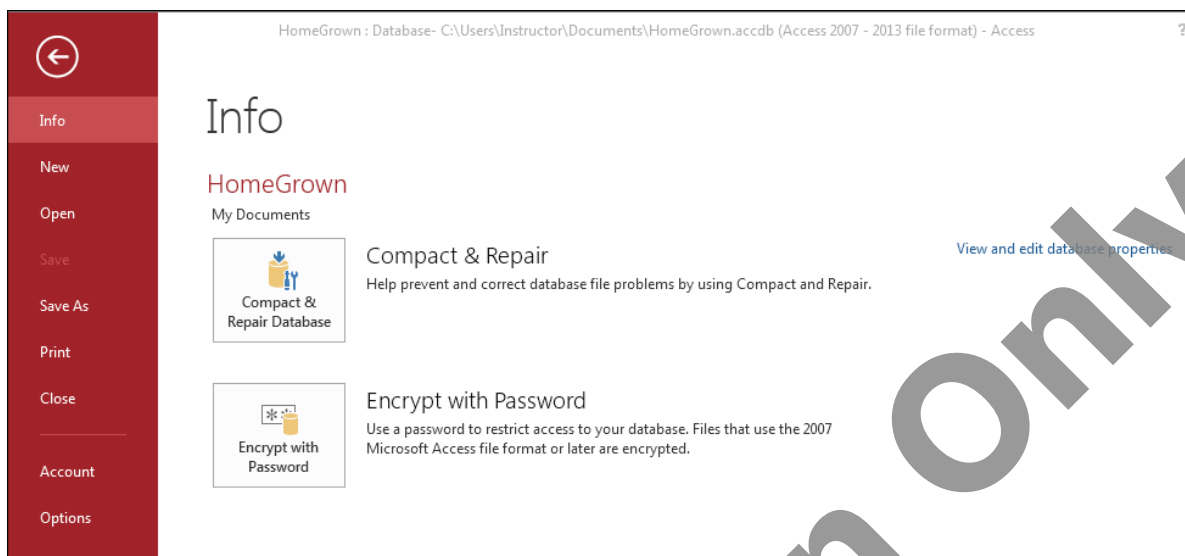 HomeGrown : Database- C:\Users\Instructor\Documents\HomeGrown.accdb (Access 2007 - 2013 file format) - Access
?
Info
New
Open
Save
Save As
Print
Close
Account
Options
Info
HomeGrown
My Documents
Compact &
Repair Database
Compact & Repair
Help prevent and correct database file problems by using Compact and Repair.
View and edit database properties
Encrypt with
Password
Encrypt with Password
Use a password to restrict access to your database. Files that use the 2007
Microsoft Access file format or later are encrypted.
Only